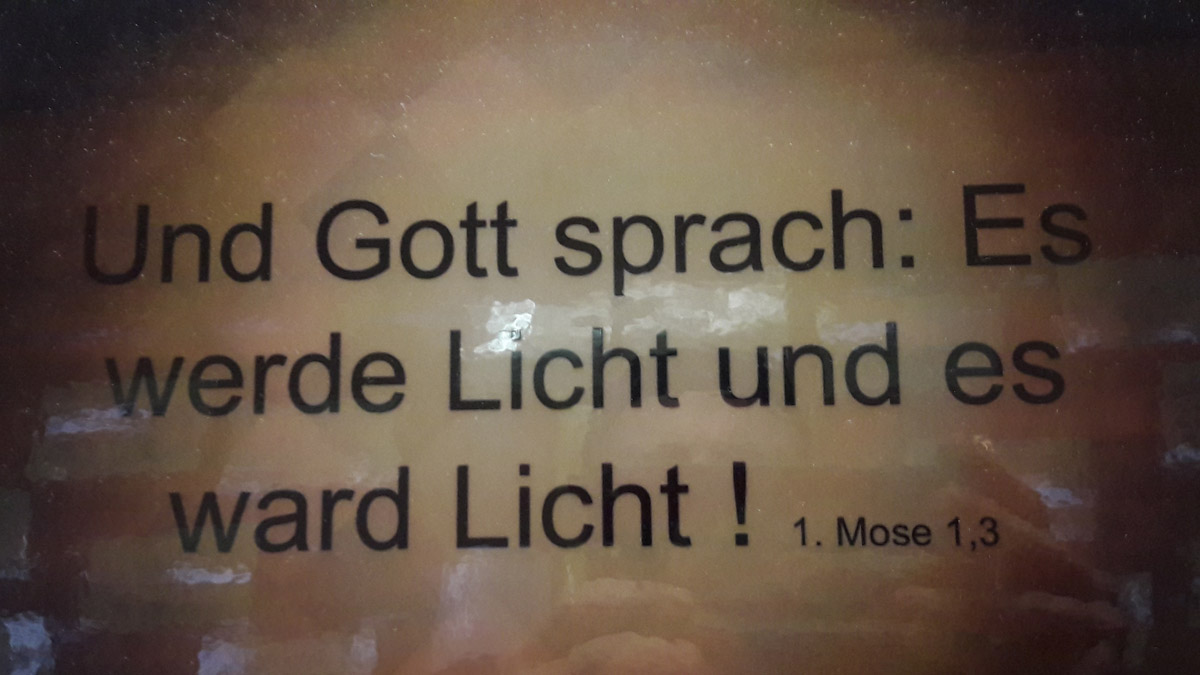 Und Gott sprach: Es
werde Licht und es
ward Licht ! 1. Mose 1,3